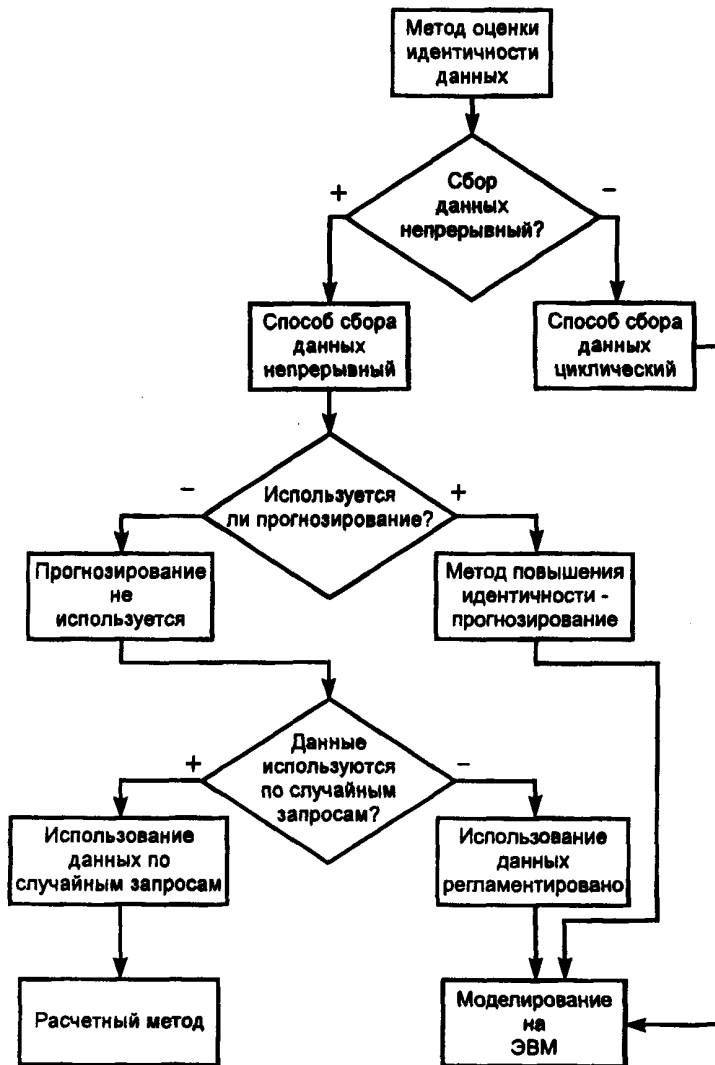 Метод оценки
идентичности
данных
+
Сбор
данных
непрерывный?
–
Способ сбора
данных
непрерывный
Способ сбора
данных
циклический
–
Используется
ли прогнозирование?
+
Прогнозирование
не
используется
Метод повышения
идентичности -
прогнозирование
+
Данные
используются
по случайным
запросам?
–
Использование
данных по
случайным запросам
Использование
данных
регламентировано
Расчетный метод
Моделирование
на
ЭВМ